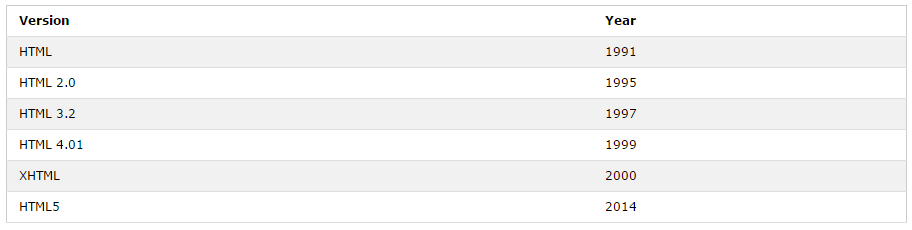 Version Year
HTML 1991
HTML 2.0 1995
HTML 3.2 1997
HTML 4.01 1999
XHTML 2000
HTML5 2014